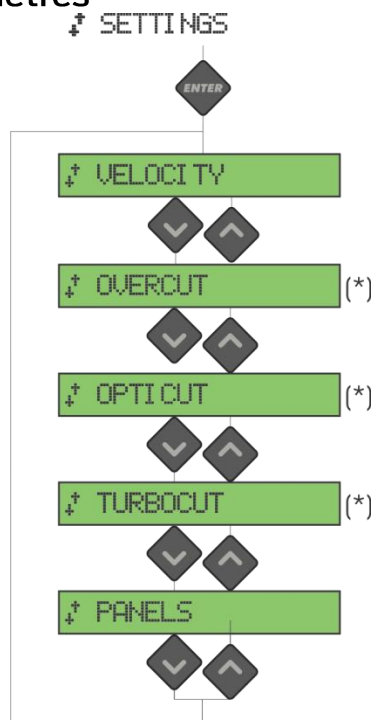 SETTINGS
ENTER
VELOCITY
OVERCUT (*)
OPTICUT (*)
TURBOCUT (*)
PANELS